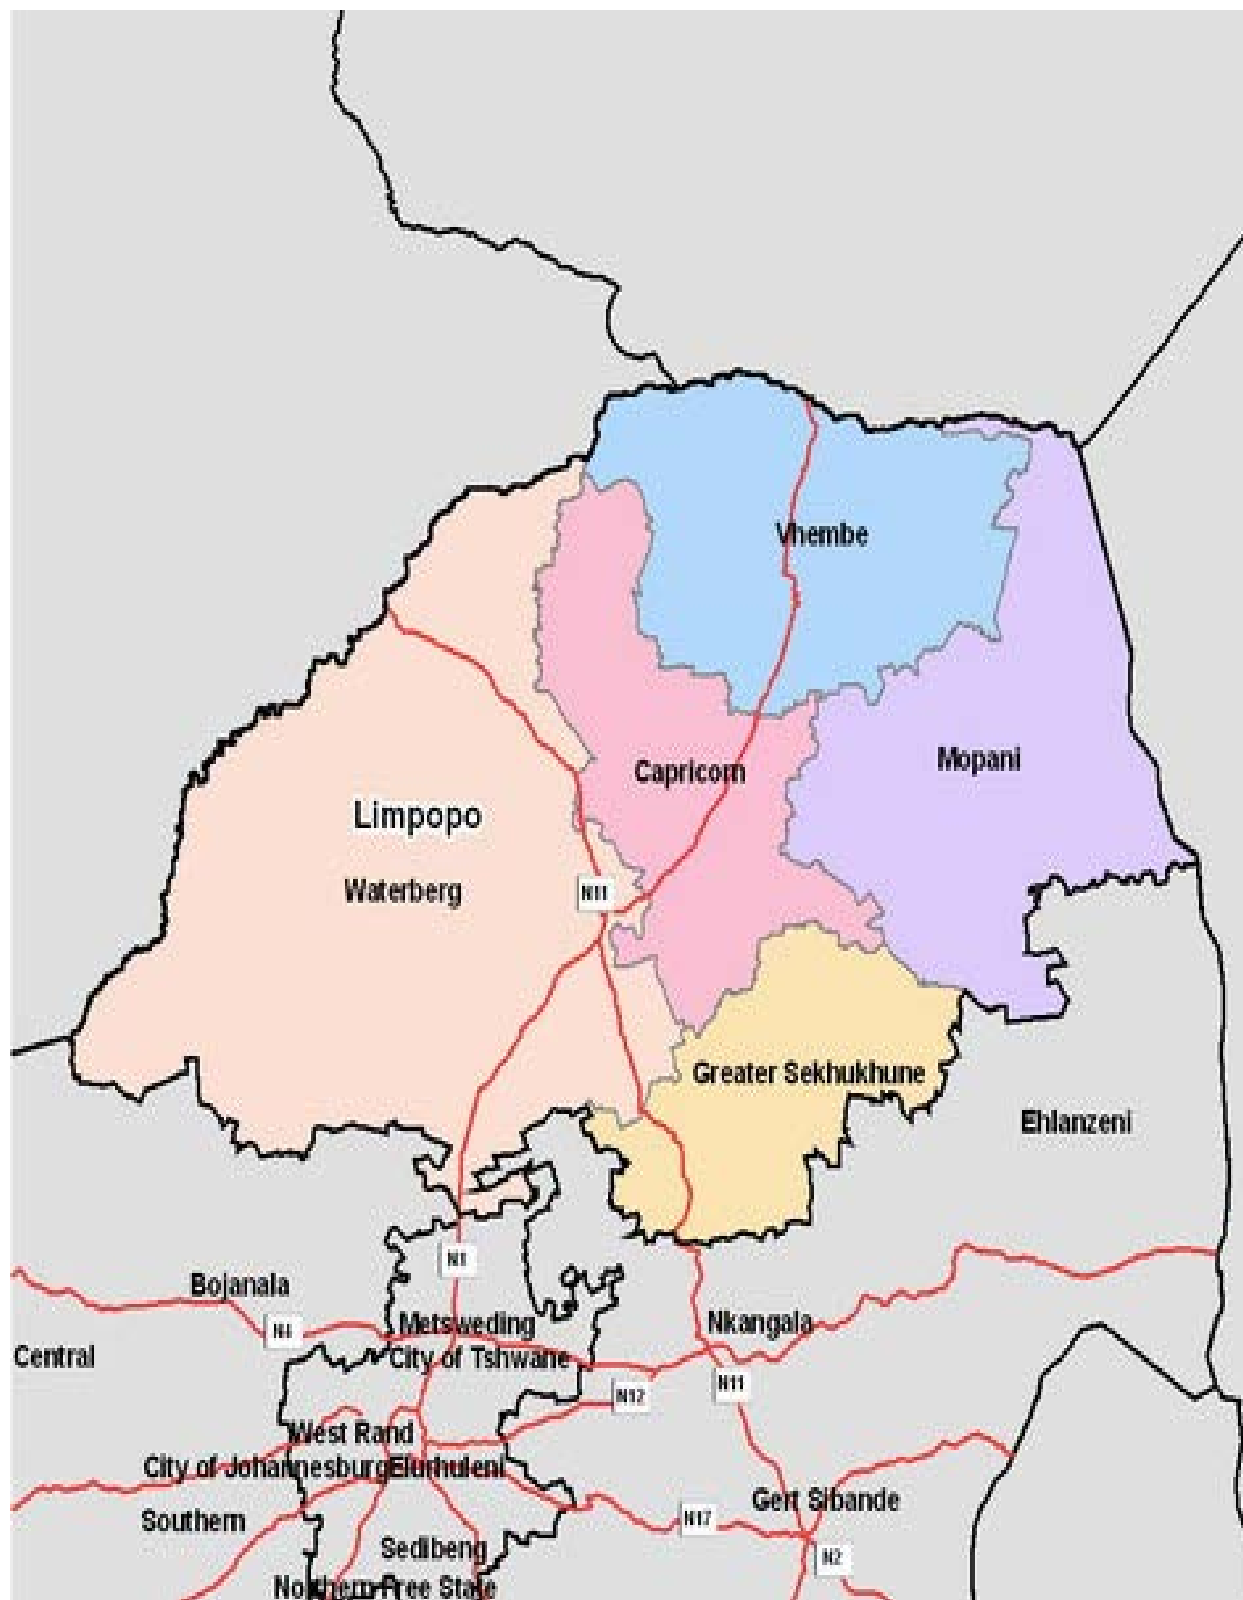 Vhembe
Mopani
Capricorn
Limpopo
Waterberg
N11
Greater Sekhukhune
Ehlanzeni
N1
Bojanala
Metsweding
Nkangala
N4
Central
City of Tshwane
N12
N11
West Rand
City of Johannesburg
Ekurhuleni
Gert Sibande
Southern
N17
Sedibeng
N2
Northern Free State